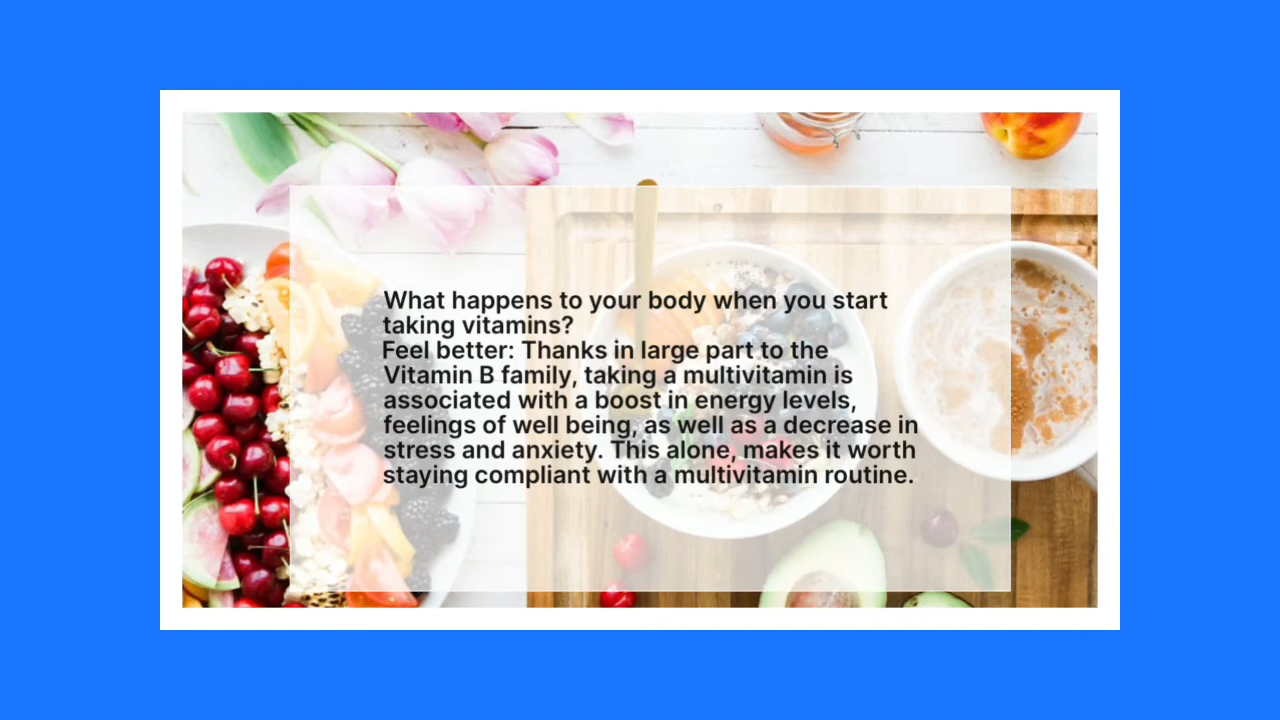 What happens to your body when you start
taking vitamins?
Feel better: Thanks in large part to the
Vitamin B family, taking a multivitamin is
associated with a boost in energy levels,
feelings of well being, as well as a decrease in
stress and anxiety. This alone, makes it worth
staying compliant with a multivitamin routine.